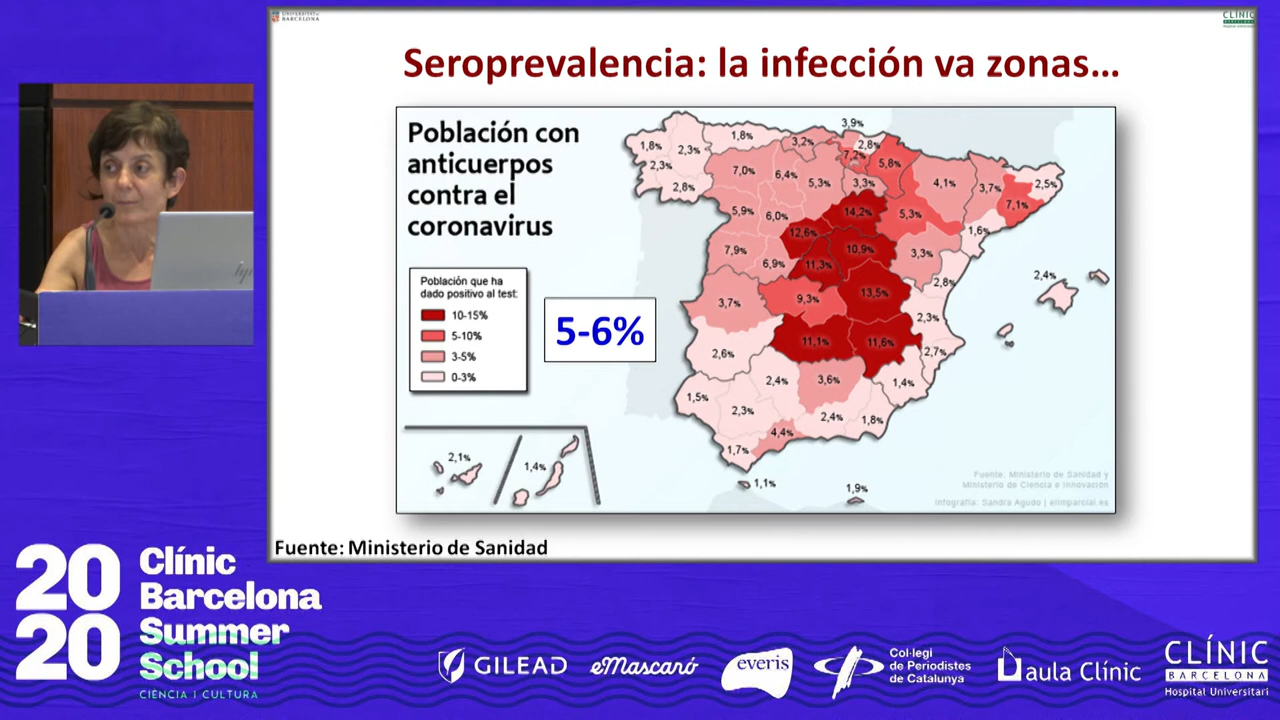 UNIVERSITAT DE
BARCELONA
CLÍNIC
BARCELONA
Hospital Universitari
Seroprevalencia: la infección va zonas...
Población con
anticuerpos
contra el
coronavirus
Población que ha
dado positivo al test:
10-15%
5-10%
3-5%
0-3%
5-6%
3,9%
1,8%
1,8%
2,3%
3,2%
2,8%
7,2%
5,8%
2,3%
2,8%
7,0%
6,4%
5,3%
3,3%
4,1%
3,7%
2,5%
7,1%
5,9%
6,0%
14,2%
5,3%
1,6%
12,6%
7,9%
6,9%
11,3%
10,9%
3,3%
2,8%
2,4%
3,7%
9,3%
13,5%
2,3%
2,6%
11,1%
11,6%
2,7%
2,4%
3,6%
1,4%
1,5%
2,3%
2,4%
1,8%
4,4%
1,7%
2,1%
1,4%
1,1%
1,9%
Fuente: Ministerio de Sanidad y
Ministerio de Ciencia e Innovación
Infografía: Sandra Agudo | elimparcial.es
Fuente: Ministerio de Sanidad
hp
2020
Clínic
Barcelona
Summer
School
CIÈNCIA I CULTURA
GILEAD
eMascaró
everis
Col·legi
de Periodistes
de Catalunya
aula Clínic
CLÍNIC
BARCELONA
Hospital Universitari